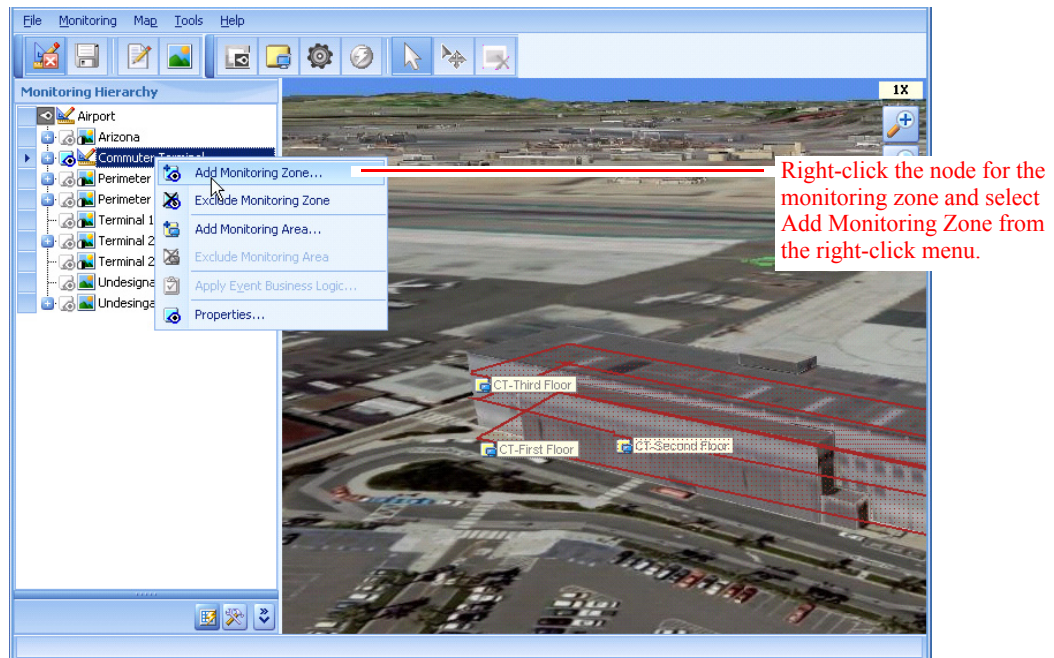 File Monitoring Map Tools Help
Monitoring Hierarchy
1X
Airport
Arizona
Commuter Terminal
Perimeter
Perimeter
Terminal 1
Terminal 2
Terminal 2
Undesigna
Undesinga
Add Monitoring Zone...
Exclude Monitoring Zone
Add Monitoring Area...
Exclude Monitoring Area
Apply Event Business Logic...
Properties...
Right-click the node for the
monitoring zone and select
Add Monitoring Zone from
the right-click menu.
CT-Third Floor
CT-First Floor
CT-Second Floor